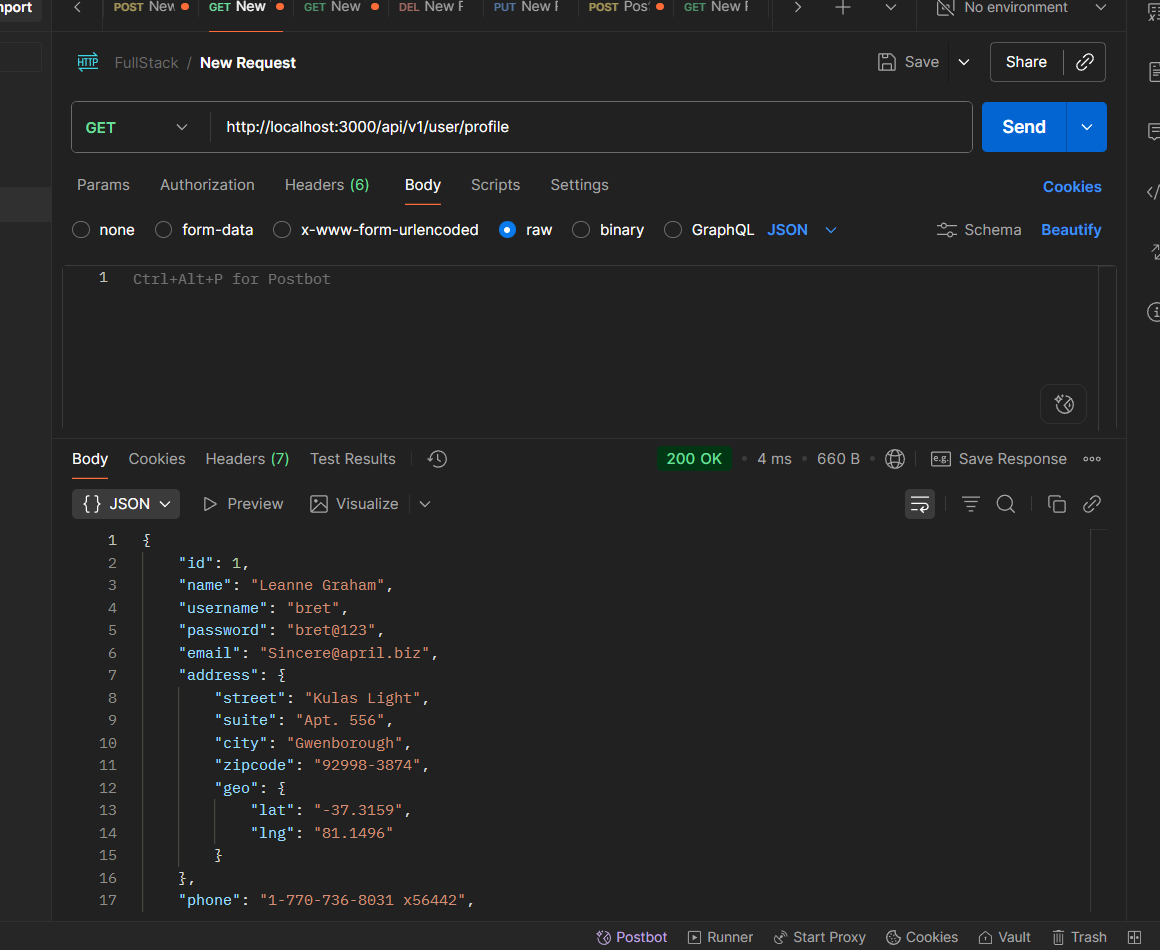 mport
POST New GET New GET New DEL New F PUT New F POST Pos GET New F No environment
HTTP FullStack / New Request Save Share
GET http://localhost:3000/api/v1/user/profile Send
Params Authorization Headers (6) Body Scripts Settings Cookies
none form-data x-www-form-urlencoded raw binary GraphQL JSON Schema Beautify
1 Ctrl+Alt+P for Postbot
Body Cookies Headers (7) Test Results 200 OK • 4 ms • 660 B • e.g. Save Response
{} JSON Preview Visualize
1 {
2 "id": 1,
3 "name": "Leanne Graham",
4 "username": "bret",
5 "password": "bret@123",
6 "email": "Sincere@april.biz",
7 "address": {
8 "street": "Kulas Light",
9 "suite": "Apt. 556",
10 "city": "Gwenborough",
11 "zipcode": "92998-3874",
12 "geo": {
13 "lat": "-37.3159",
14 "lng": "81.1496"
15 }
16 },
17 "phone": "1-770-736-8031 x56442",
Postbot Runner Start Proxy Cookies Vault Trash